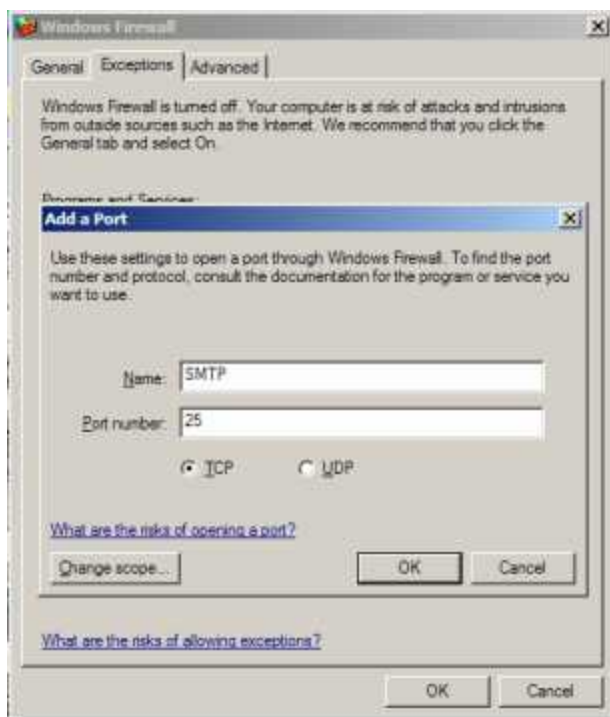 Windows Firewall
General Exceptions Advanced
Windows Firewall is turned off. Your computer is at risk of attacks and intrusions
from outside sources such as the Internet. We recommend that you click the
General tab and select On.
Programs and Services:
Add a Port
Use these settings to open a port through Windows Firewall. To find the port
number and protocol, consult the documentation for the program or service you
want to use.
Name: SMTP
Port number: 25
TCP UDP
What are the risks of opening a port?
Change scope... OK Cancel
What are the risks of allowing exceptions?
OK Cancel